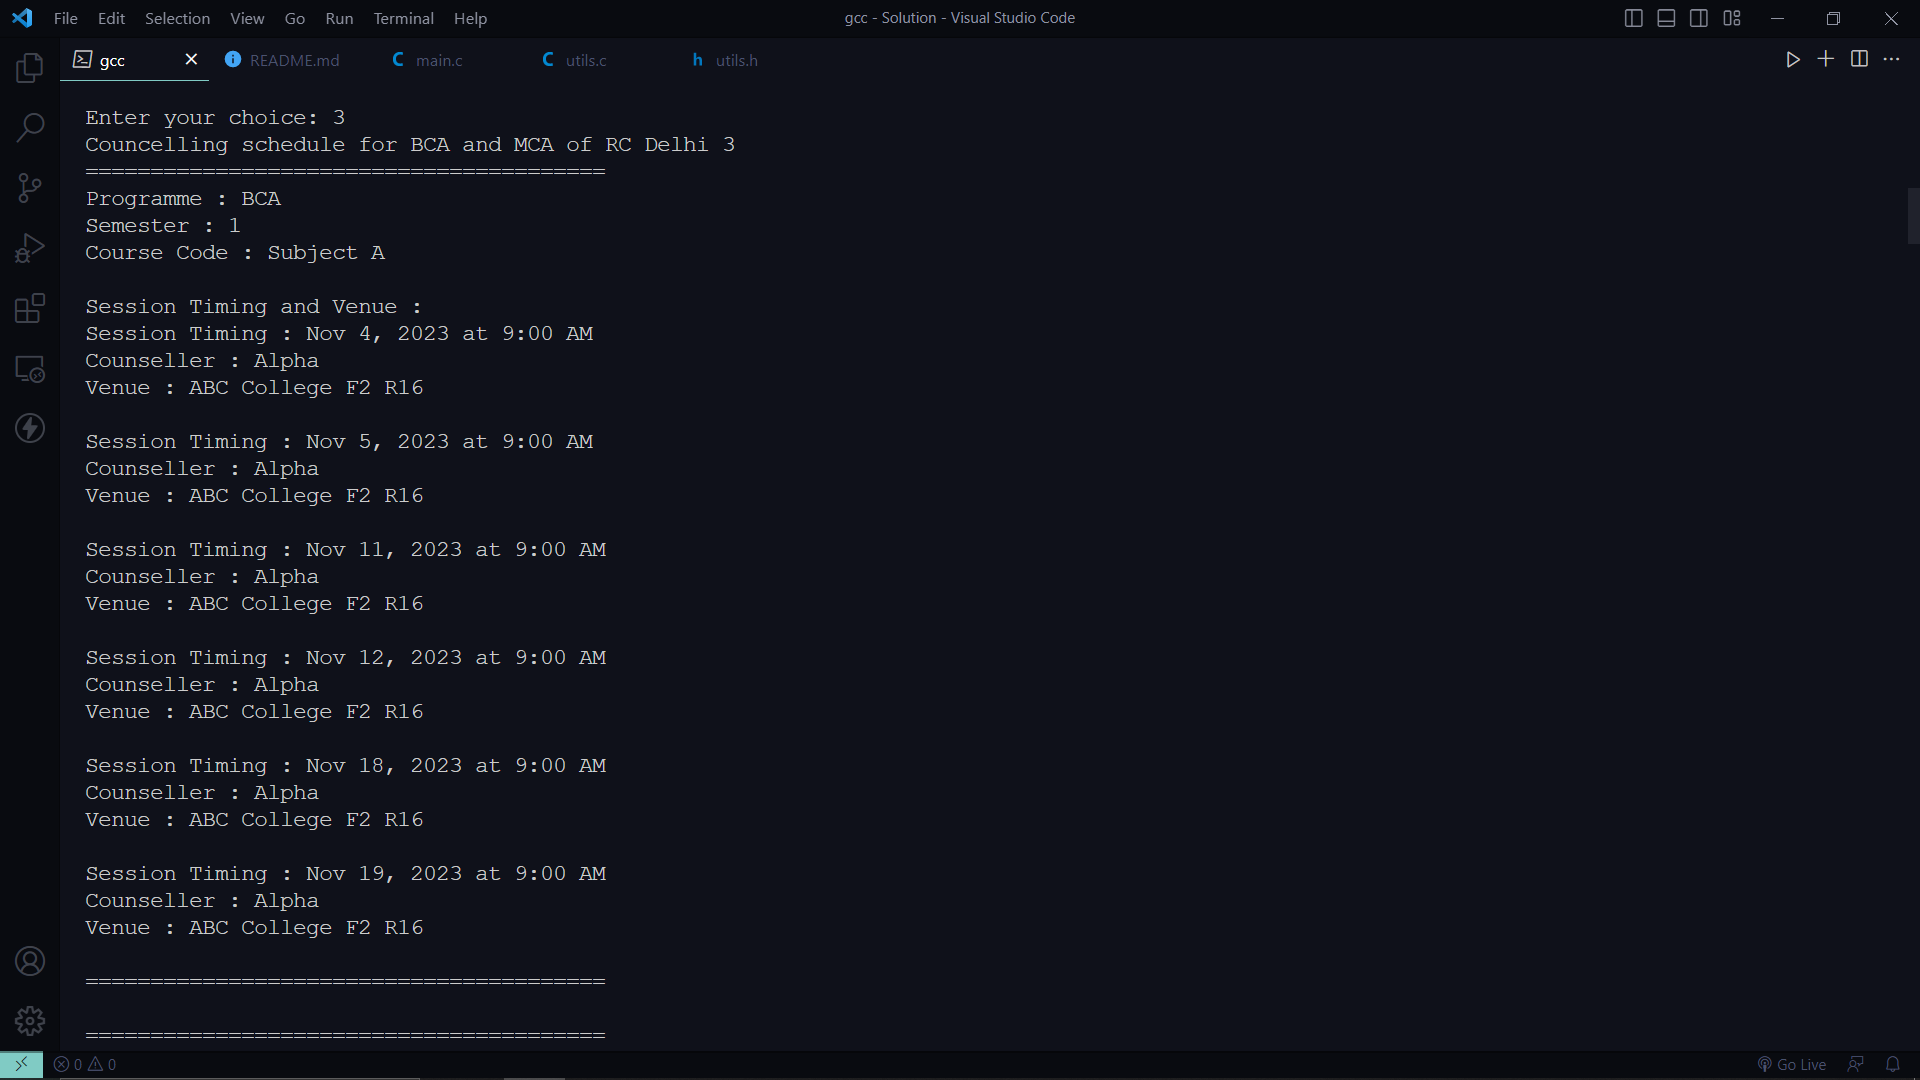 File Edit Selection View Go Run Terminal Help
gcc - Solution - Visual Studio Code
gcc README.md main.c utils.c utils.h
Enter your choice: 3
Councelling schedule for BCA and MCA of RC Delhi 3
========================================
Programme : BCA
Semester : 1
Course Code : Subject A
Session Timing and Venue :
Session Timing : Nov 4, 2023 at 9:00 AM
Counseller : Alpha
Venue : ABC College F2 R16
Session Timing : Nov 5, 2023 at 9:00 AM
Counseller : Alpha
Venue : ABC College F2 R16
Session Timing : Nov 11, 2023 at 9:00 AM
Counseller : Alpha
Venue : ABC College F2 R16
Session Timing : Nov 12, 2023 at 9:00 AM
Counseller : Alpha
Venue : ABC College F2 R16
Session Timing : Nov 18, 2023 at 9:00 AM
Counseller : Alpha
Venue : ABC College F2 R16
Session Timing : Nov 19, 2023 at 9:00 AM
Counseller : Alpha
Venue : ABC College F2 R16
========================================
========================================
0 0 Go Live